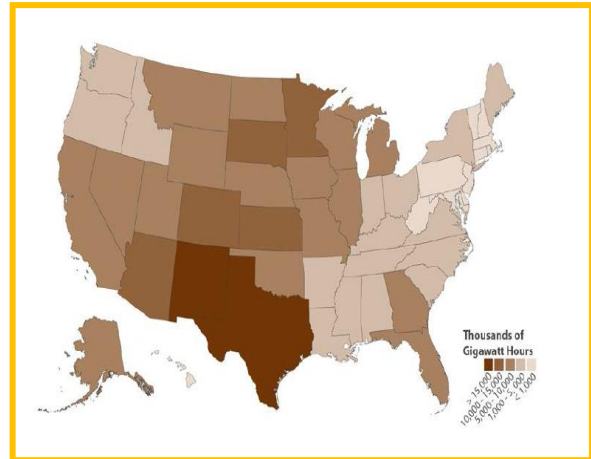 Thousands of
Gigawatt Hours
> 15,000
10,000 - 15,000
5,000 - 10,000
1,000 - 5,000
< 1,000